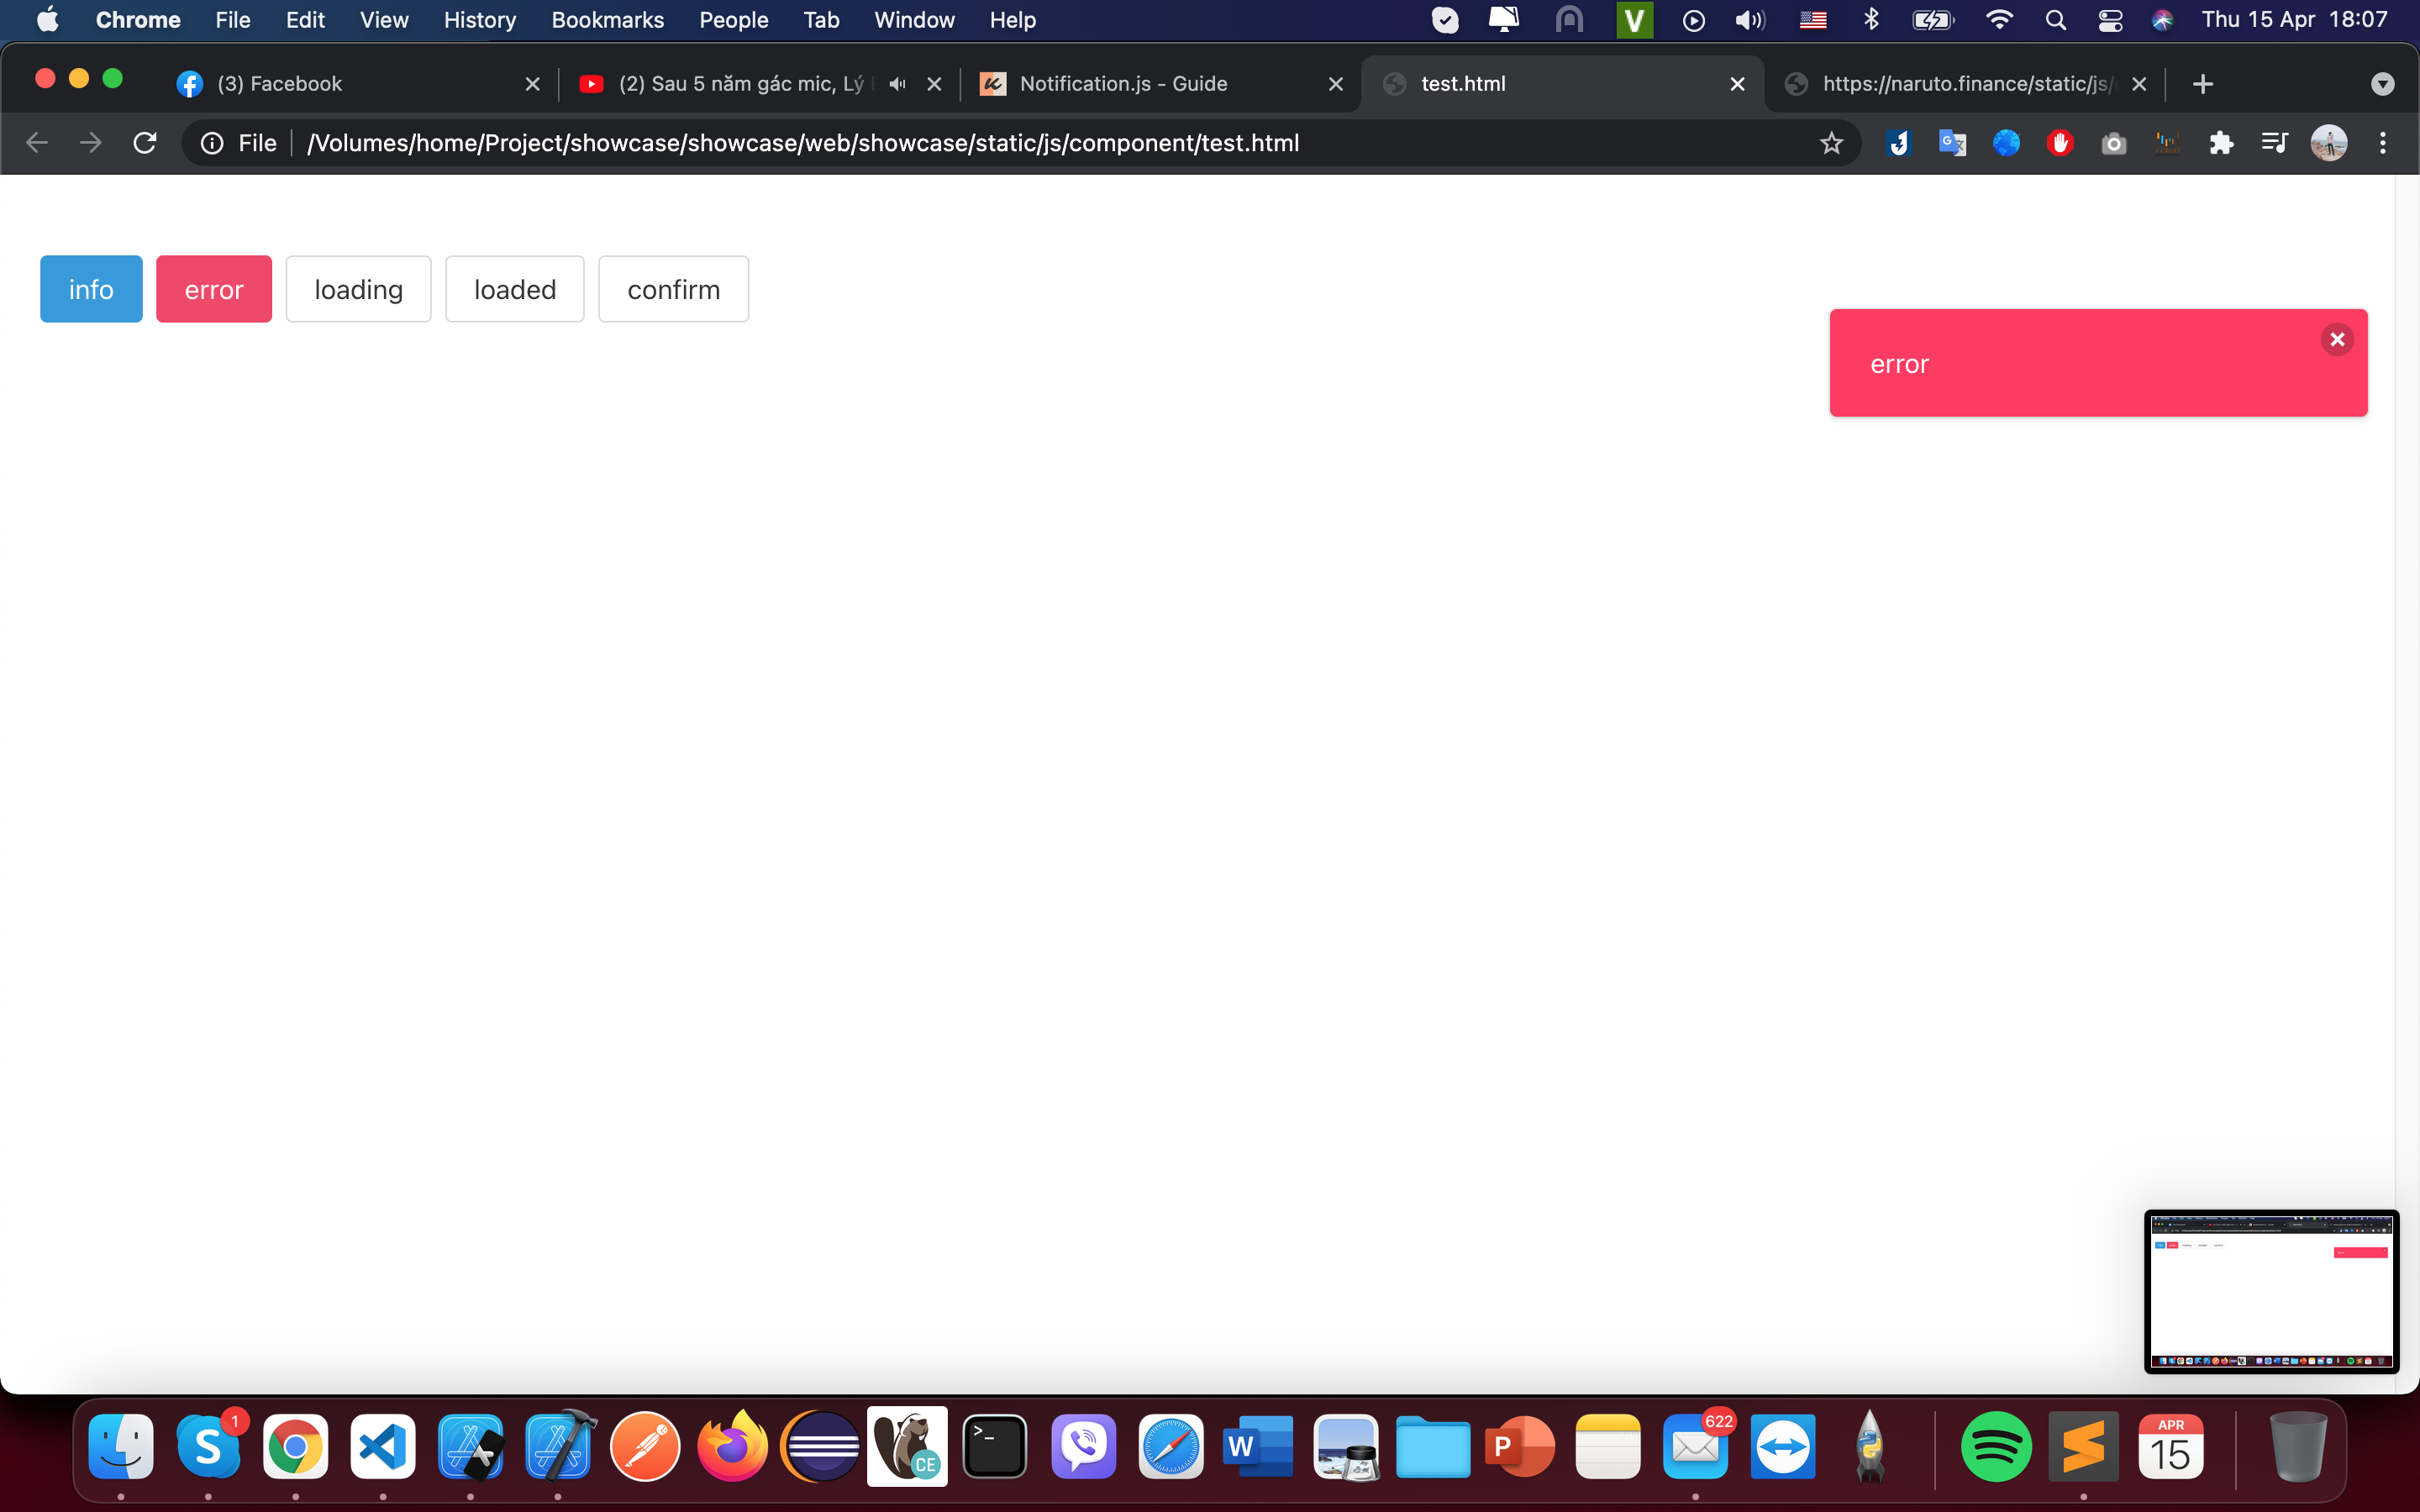 Chrome File Edit View History Bookmarks People Tab Window Help V Thu 15 Apr 18:07
(3) Facebook (2) Sau 5 năm gác mic, Lý Notification.js - Guide test.html https://naruto.finance/static/js/
File /Volumes/home/Project/showcase/showcase/web/showcase/static/js/component/test.html
info error loading loaded confirm
error
1
S
CE
W
P
622
APR
15